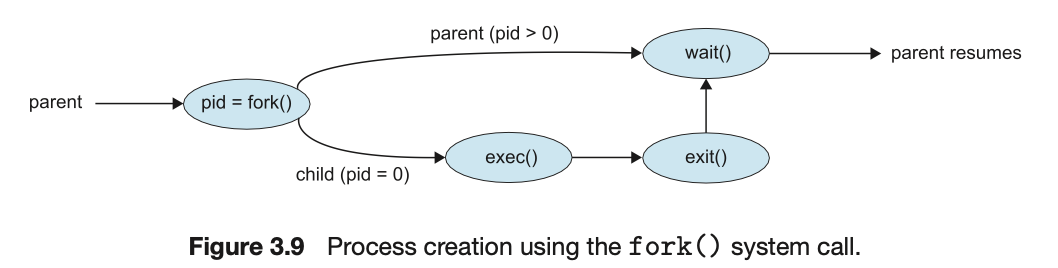 parent (pid > 0)
wait()
parent resumes
parent
pid = fork()
child (pid = 0)
exec()
exit()
Figure 3.9 Process creation using the fork() system call.